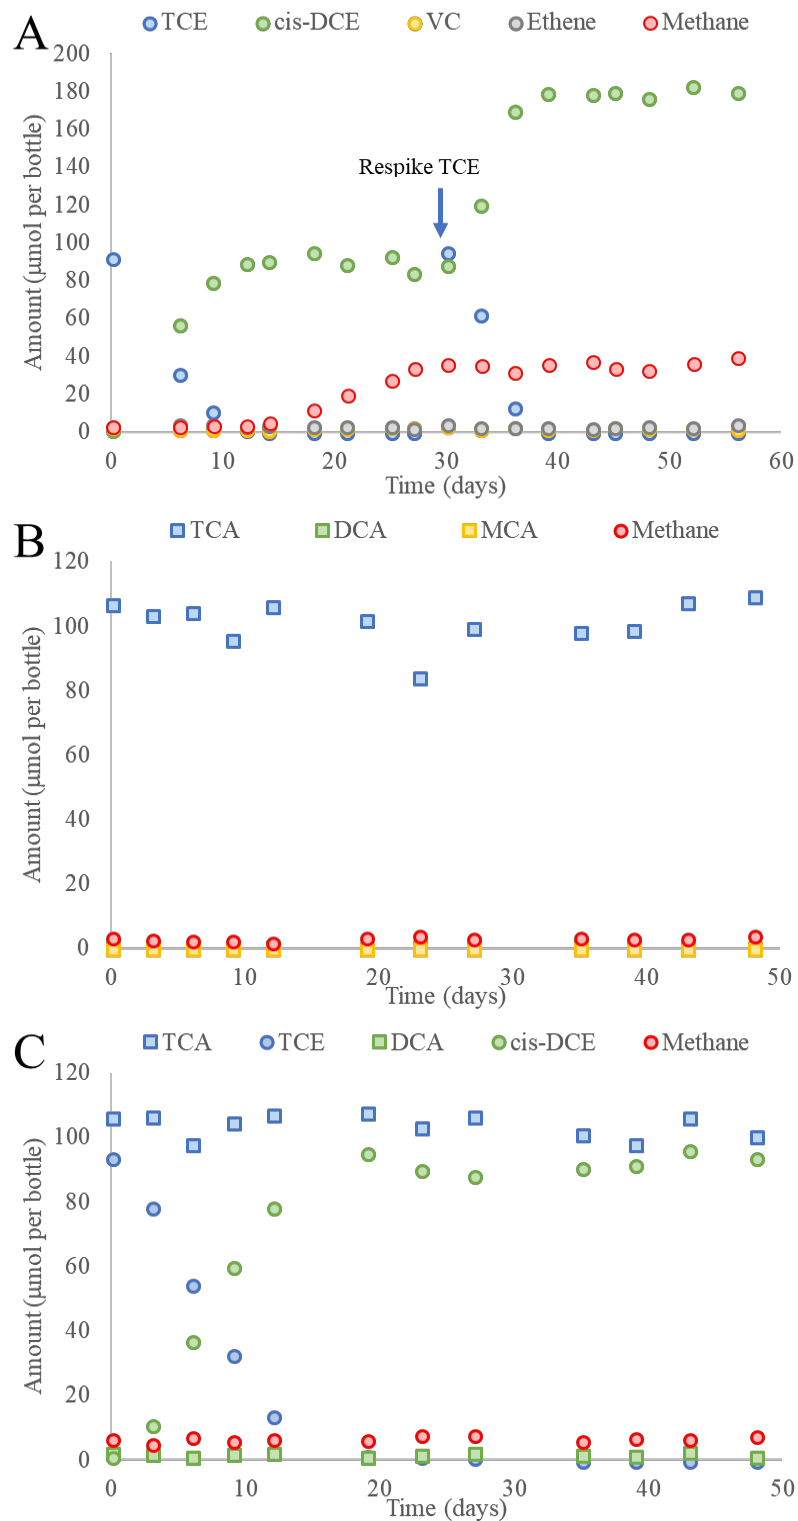 A
TCE cis-DCE VC Ethene Methane
200
180
160
140
120
100
80
60
40
20
0
Amount (µmol per bottle)
Respike TCE
0 10 20 30 40 50 60
Time (days)
B
TCA DCA MCA Methane
120
100
80
60
40
20
0
Amount (µmol per bottle)
0 10 20 30 40 50
Time (days)
C
TCA TCE DCA cis-DCE Methane
120
100
80
60
40
20
0
Amount (µmol per bottle)
0 10 20 30 40 50
Time (days)